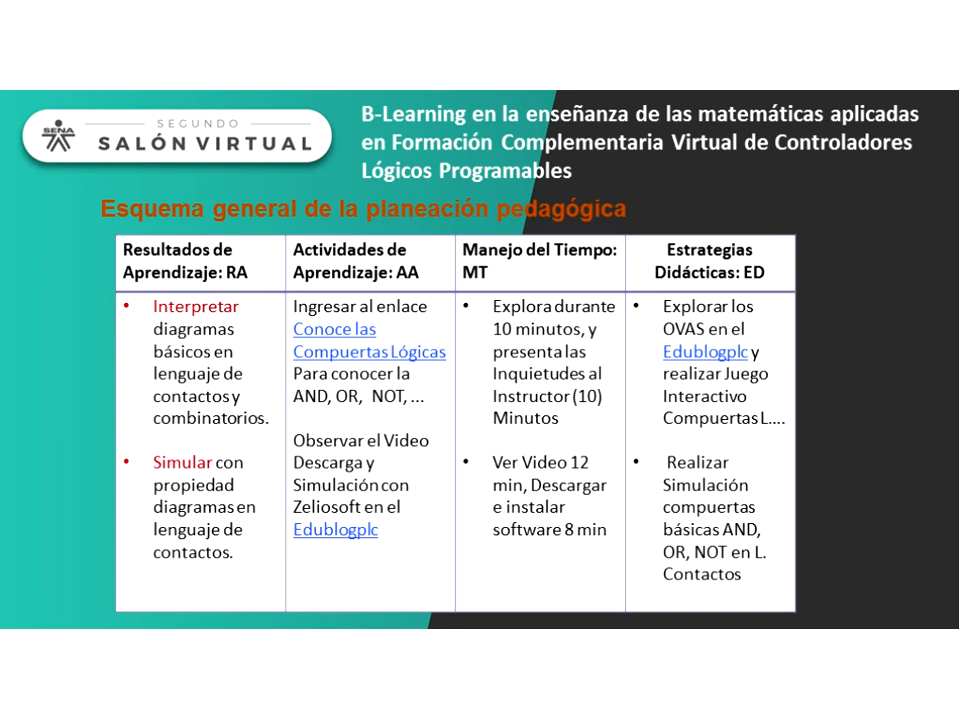 SENA
SEGUNDO
SALÓN VIRTUAL
B-Learning en la enseñanza de las matemáticas aplicadas
en Formación Complementaria Virtual de Controladores
Lógicos Programables
Esquema general de la planeación pedagógica
Resultados de
Aprendizaje: RA
Actividades de
Aprendizaje: AA
Manejo del Tiempo:
MT
Estrategias
Didácticas: ED
• Interpretar
diagramas
básicos en
lenguaje de
contactos y
combinatorios.
• Simular con
propiedad
diagramas en
lenguaje de
contactos.
Ingresar al enlace
Conoce las
Compuertas Lógicas
Para conocer la
AND, OR, NOT, ...
Observar el Video
Descarga y
Simulación con
Zeliosoft en el
Edublogplc
• Explora durante
10 minutos, y
presenta las
Inquietudes al
Instructor (10)
Minutos
• Ver Video 12
min, Descargar
e instalar
software 8 min
• Explorar los
OVAS en el
Edublogplc y
realizar Juego
Interactivo
Compuertas L....
• Realizar
Simulación
compuertas
básicas AND,
OR, NOT en L.
Contactos